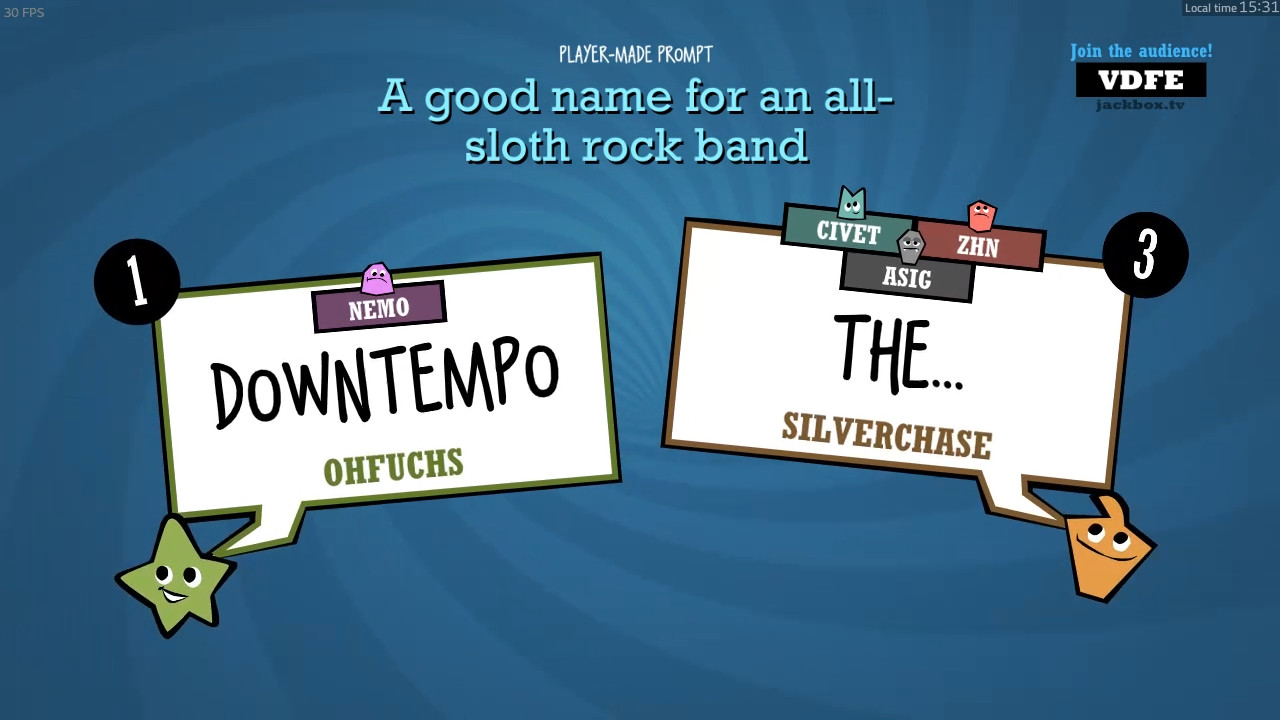 30 FPS
Local time 15:31
PLAYER-MADE PROMPT
A good name for an all-
sloth rock band
Join the audience!
VDFE
jackbox.tv
1
NEMO
DOWNTEMPO
OHFUCHS
3
CIVET
ZHN
ASIG
THE...
SILVERCHASE